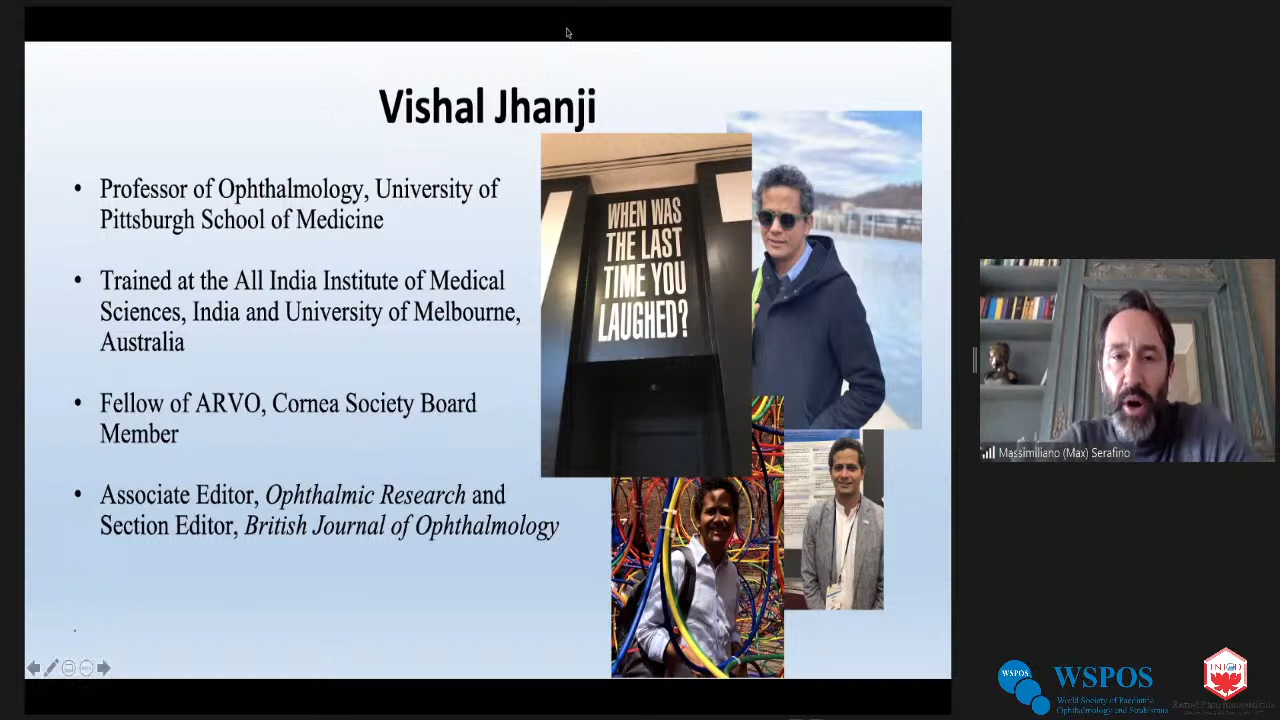 Vishal Jhanji
• Professor of Ophthalmology, University of
Pittsburgh School of Medicine
• Trained at the All India Institute of Medical
Sciences, India and University of Melbourne,
Australia
• Fellow of ARVO, Cornea Society Board
Member
• Associate Editor, Ophthalmic Research and
Section Editor, British Journal of Ophthalmology
WHEN WAS
THE LAST
TIME YOU
LAUGHED?
Massimiliano (Max) Serafino
WSPOS
WSPOS
World Society of Paediatric
Ophthalmology and Strabismus
Entod Pharmaceuticals